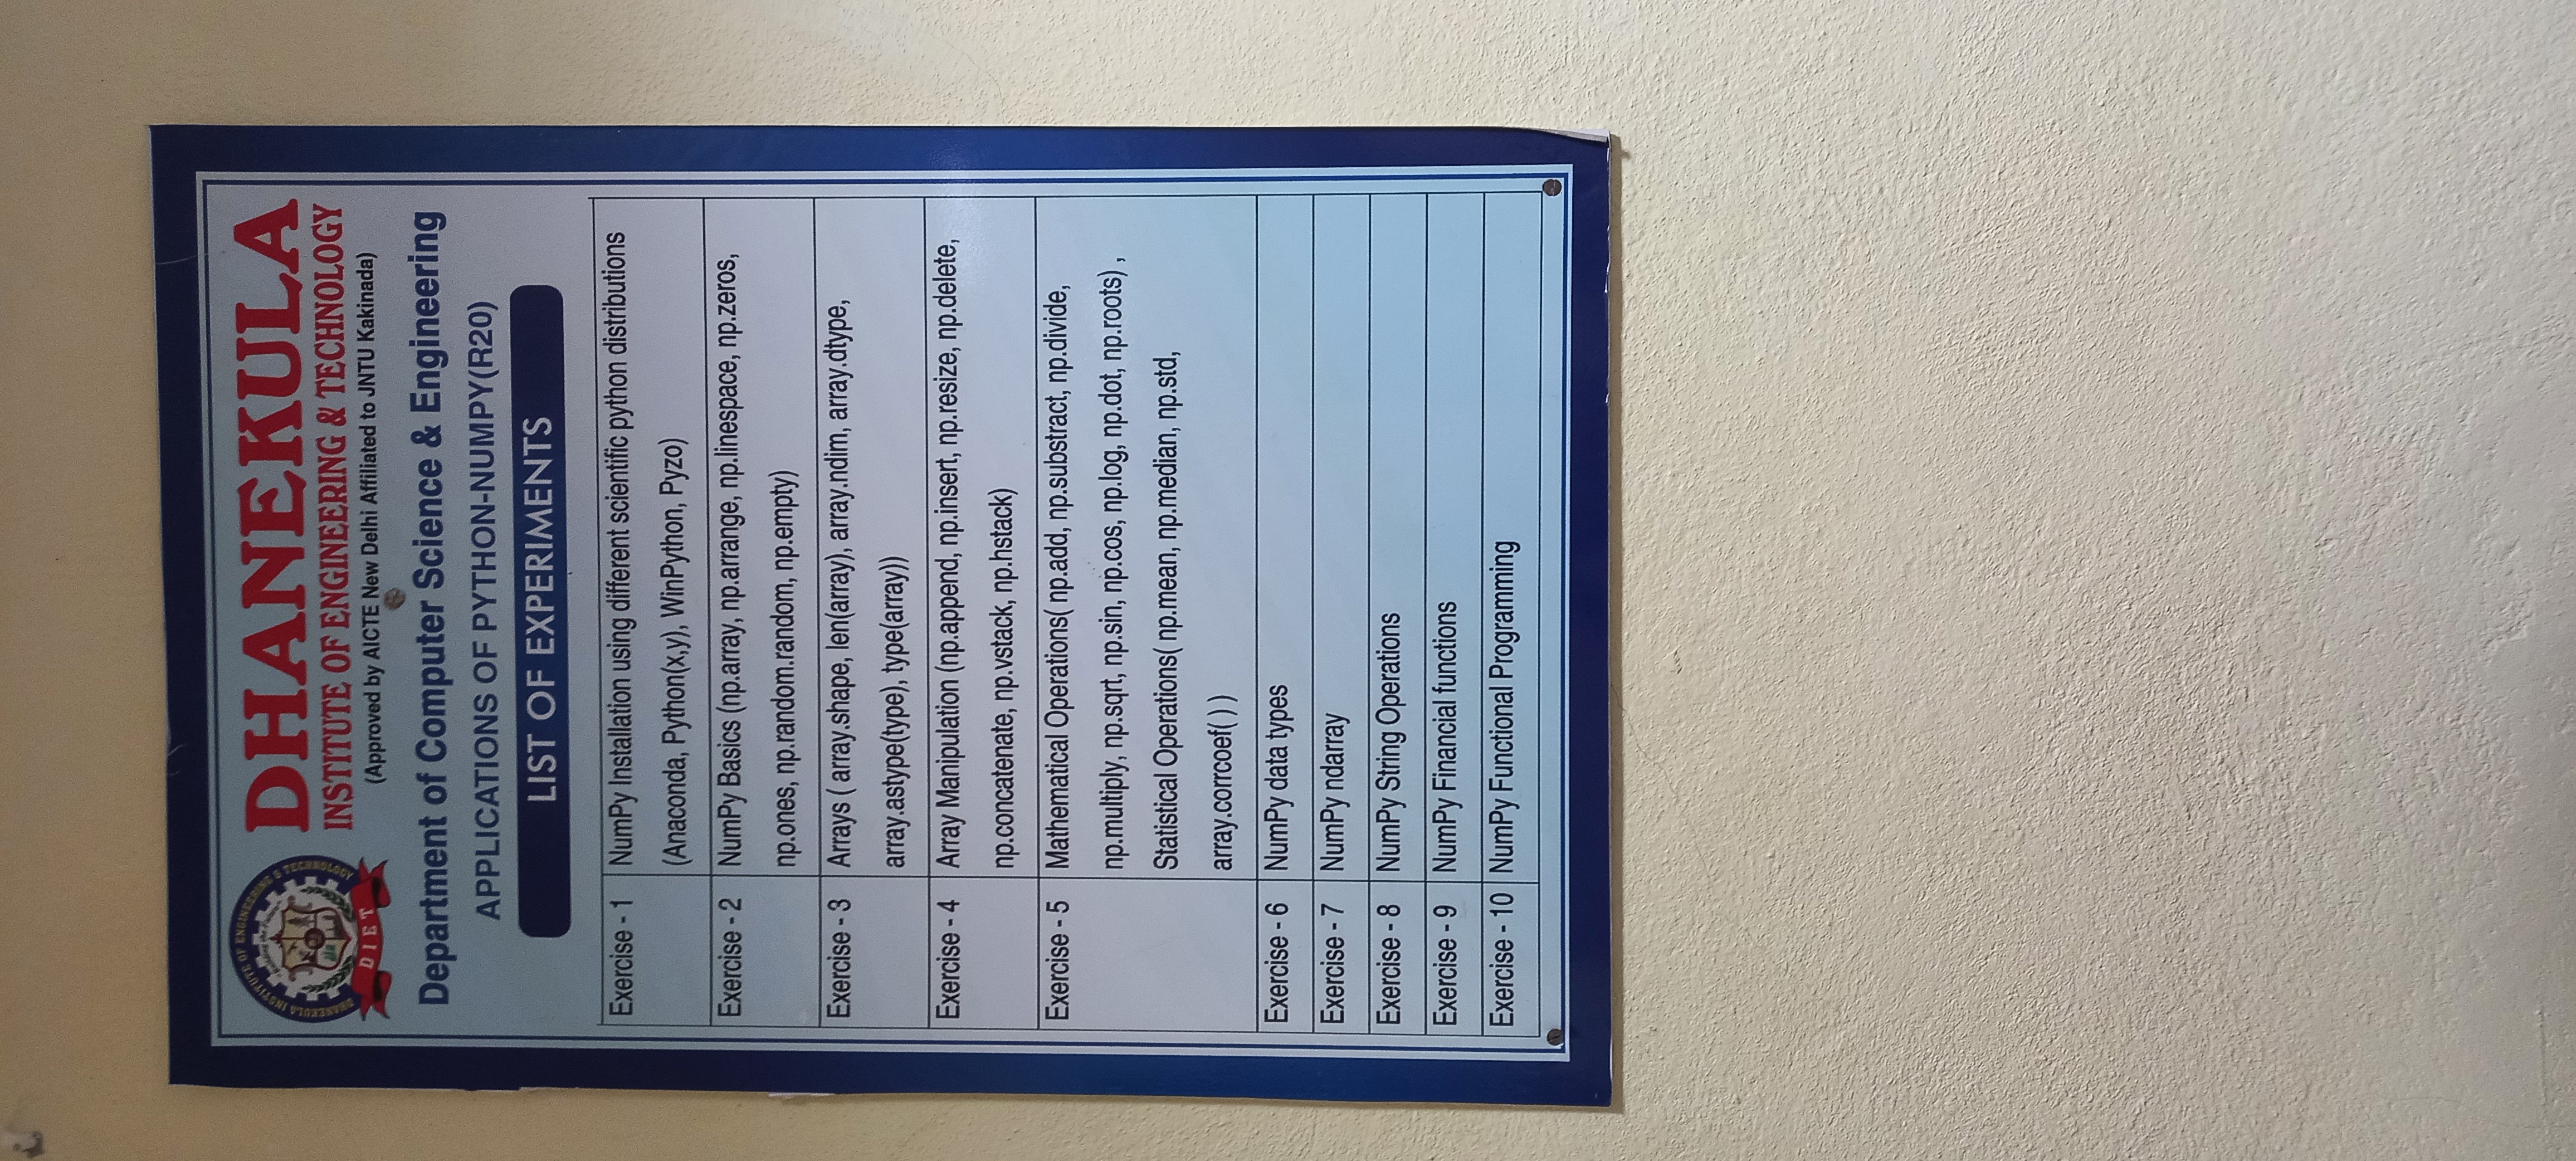 DHANEKULA INSTITUTE OF ENGINEERING & TECHNOLOGY
DIET
DHANEKULA
INSTITUTE OF ENGINEERING & TECHNOLOGY
(Approved by AICTE New Delhi Affiliated to JNTU Kakinada)
Department of Computer Science & Engineering
APPLICATIONS OF PYTHON-NUMPY(R20)
LIST OF EXPERIMENTS
Exercise - 1 NumPy Installation using different scientific python distributions
(Anaconda, Python(x,y), WinPython, Pyzo)
Exercise - 2 NumPy Basics (np.array, np.arrange, np.linespace, np.zeros,
np.ones, np.random.random, np.empty)
Exercise - 3 Arrays ( array.shape, len(array), array.ndim, array.dtype,
array.astype(type), type(array))
Exercise - 4 Array Manipulation (np.append, np.insert, np.resize, np.delete,
np.concatenate, np.vstack, np.hstack)
Exercise - 5 Mathematical Operations( np.add, np.substract, np.divide,
np.multiply, np.sqrt, np.sin, np.cos, np.log, np.dot, np.roots) ,
Statistical Operations( np.mean, np.median, np.std,
array.corrcoef( ) )
Exercise - 6 NumPy data types
Exercise - 7 NumPy ndarray
Exercise - 8 NumPy String Operations
Exercise - 9 NumPy Financial functions
Exercise - 10 NumPy Functional Programming